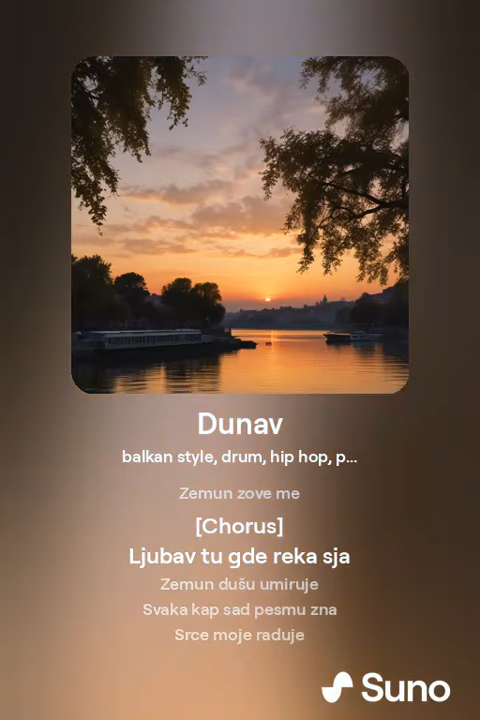 Dunav
balkan style, drum, hip hop, p...
Zemun zove me
[Chorus]
Ljubav tu gde reka sja
Zemun dušu umiruje
Svaka kap sad pesmu zna
Srce moje raduje
Suno